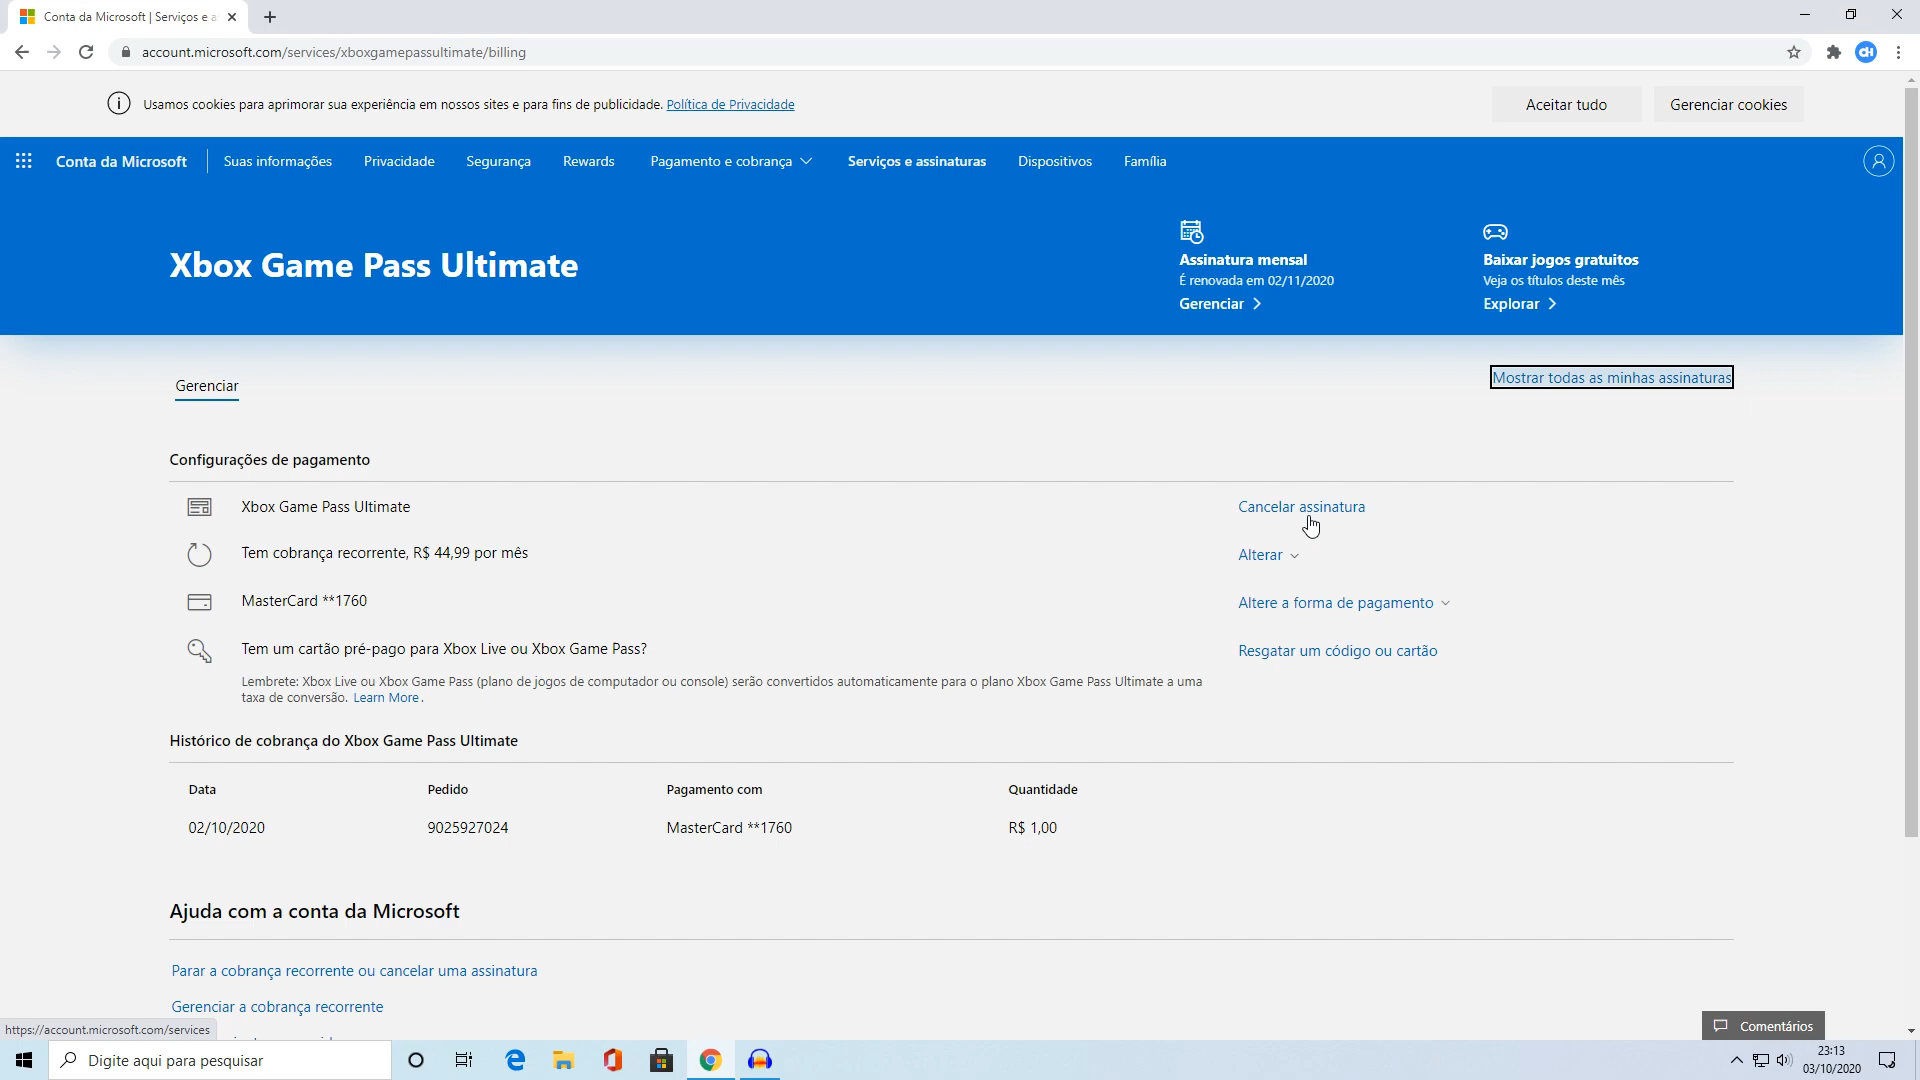 Conta da Microsoft | Serviços e a
account.microsoft.com/services/xboxgamepassultimate/billing
Usamos cookies para aprimorar sua experiência em nossos sites e para fins de publicidade. Política de Privacidade
Aceitar tudo
Gerenciar cookies
Conta da Microsoft
Suas informações
Privacidade
Segurança
Rewards
Pagamento e cobrança
Serviços e assinaturas
Dispositivos
Família
Xbox Game Pass Ultimate
Assinatura mensal
É renovada em 02/11/2020
Gerenciar
Baixar jogos gratuitos
Veja os títulos deste mês
Explorar
Gerenciar
Mostrar todas as minhas assinaturas
Configurações de pagamento
Xbox Game Pass Ultimate
Cancelar assinatura
Tem cobrança recorrente, R$ 44,99 por mês
Alterar
MasterCard **1760
Altere a forma de pagamento
Tem um cartão pré-pago para Xbox Live ou Xbox Game Pass?
Resgatar um código ou cartão
Lembrete: Xbox Live ou Xbox Game Pass (plano de jogos de computador ou console) serão convertidos automaticamente para o plano Xbox Game Pass Ultimate a uma
taxa de conversão. Learn More.
Histórico de cobrança do Xbox Game Pass Ultimate
Data Pedido Pagamento com Quantidade
02/10/2020 9025927024 MasterCard **1760 R$ 1,00
Ajuda com a conta da Microsoft
Parar a cobrança recorrente ou cancelar uma assinatura
Gerenciar a cobrança recorrente
https://account.microsoft.com/services
Comentários
Digite aqui para pesquisar
23:13
03/10/2020